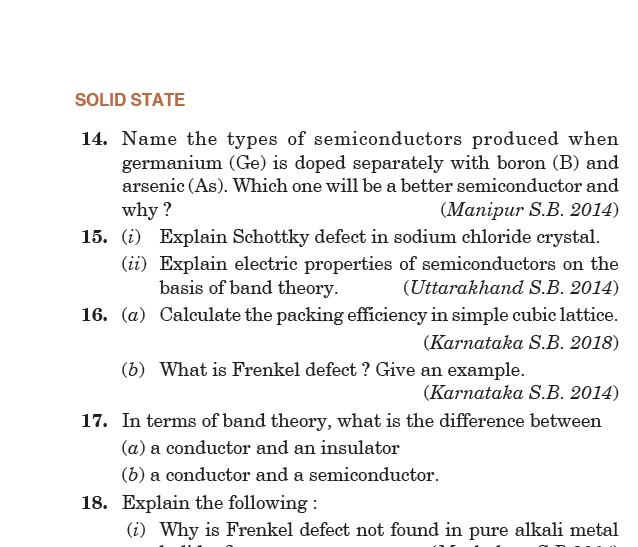 SOLID STATE
14. Name the types of semiconductors produced when
germanium (Ge) is doped separately with boron (B) and
arsenic (As). Which one will be a better semiconductor and
why ? (Manipur S.B. 2014)
15. (i) Explain Schottky defect in sodium chloride crystal.
(ii) Explain electric properties of semiconductors on the
basis of band theory. (Uttarakhand S.B. 2014)
16. (a) Calculate the packing efficiency in simple cubic lattice.
(Karnataka S.B. 2018)
(b) What is Frenkel defect ? Give an example.
(Karnataka S.B. 2014)
17. In terms of band theory, what is the difference between
(a) a conductor and an insulator
(b) a conductor and a semiconductor.
18. Explain the following :
(i) Why is Frenkel defect not found in pure alkali metal